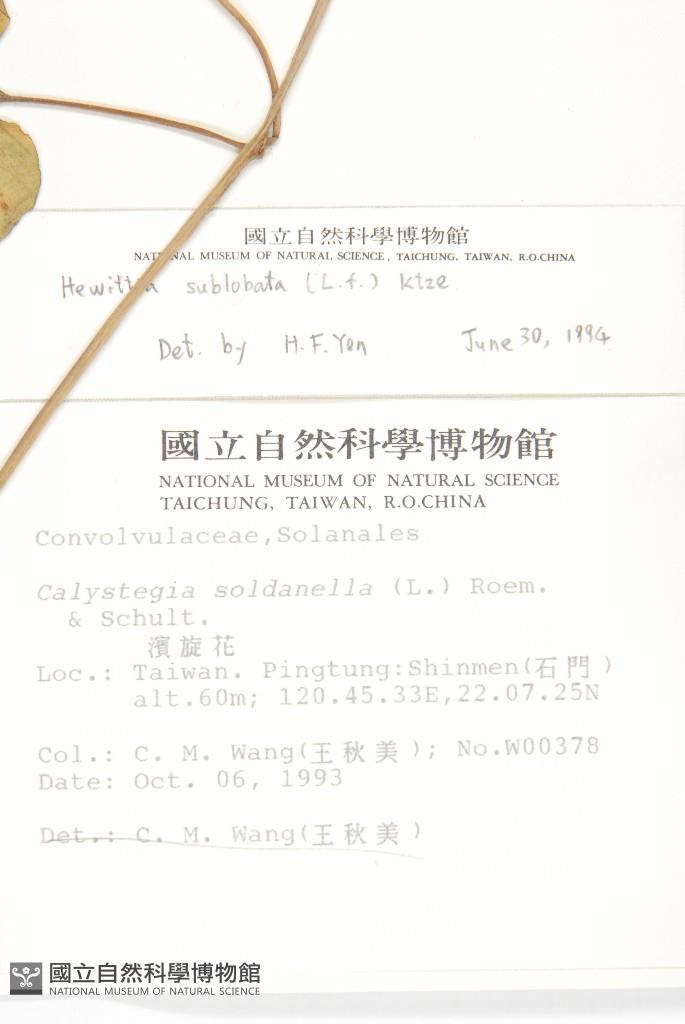 國立自然科學博物館
NATIONAL MUSEUM OF NATURAL SCIENCE, TAICHUNG, TAIWAN, R.O.CHINA
Hewittia sublobata (L.f.) Ktze
Det. by H.F.Yen June 30, 1994
國立自然科學博物館
NATIONAL MUSEUM OF NATURAL SCIENCE
TAICHUNG, TAIWAN, R.O.CHINA
Convolvulaceae,Solanales
Calystegia soldanella (L.) Roem.
& Schult.
濱旋花
Loc.: Taiwan. Pingtung:Shinmen(石門)
alt.60m; 120.45.33E,22.07.25N
Col.: C. M. Wang(王秋美); No.W00378
Date: Oct. 06, 1993
Det.: C. M. Wang(王秋美)
國立自然科學博物館
NATIONAL MUSEUM OF NATURAL SCIENCE